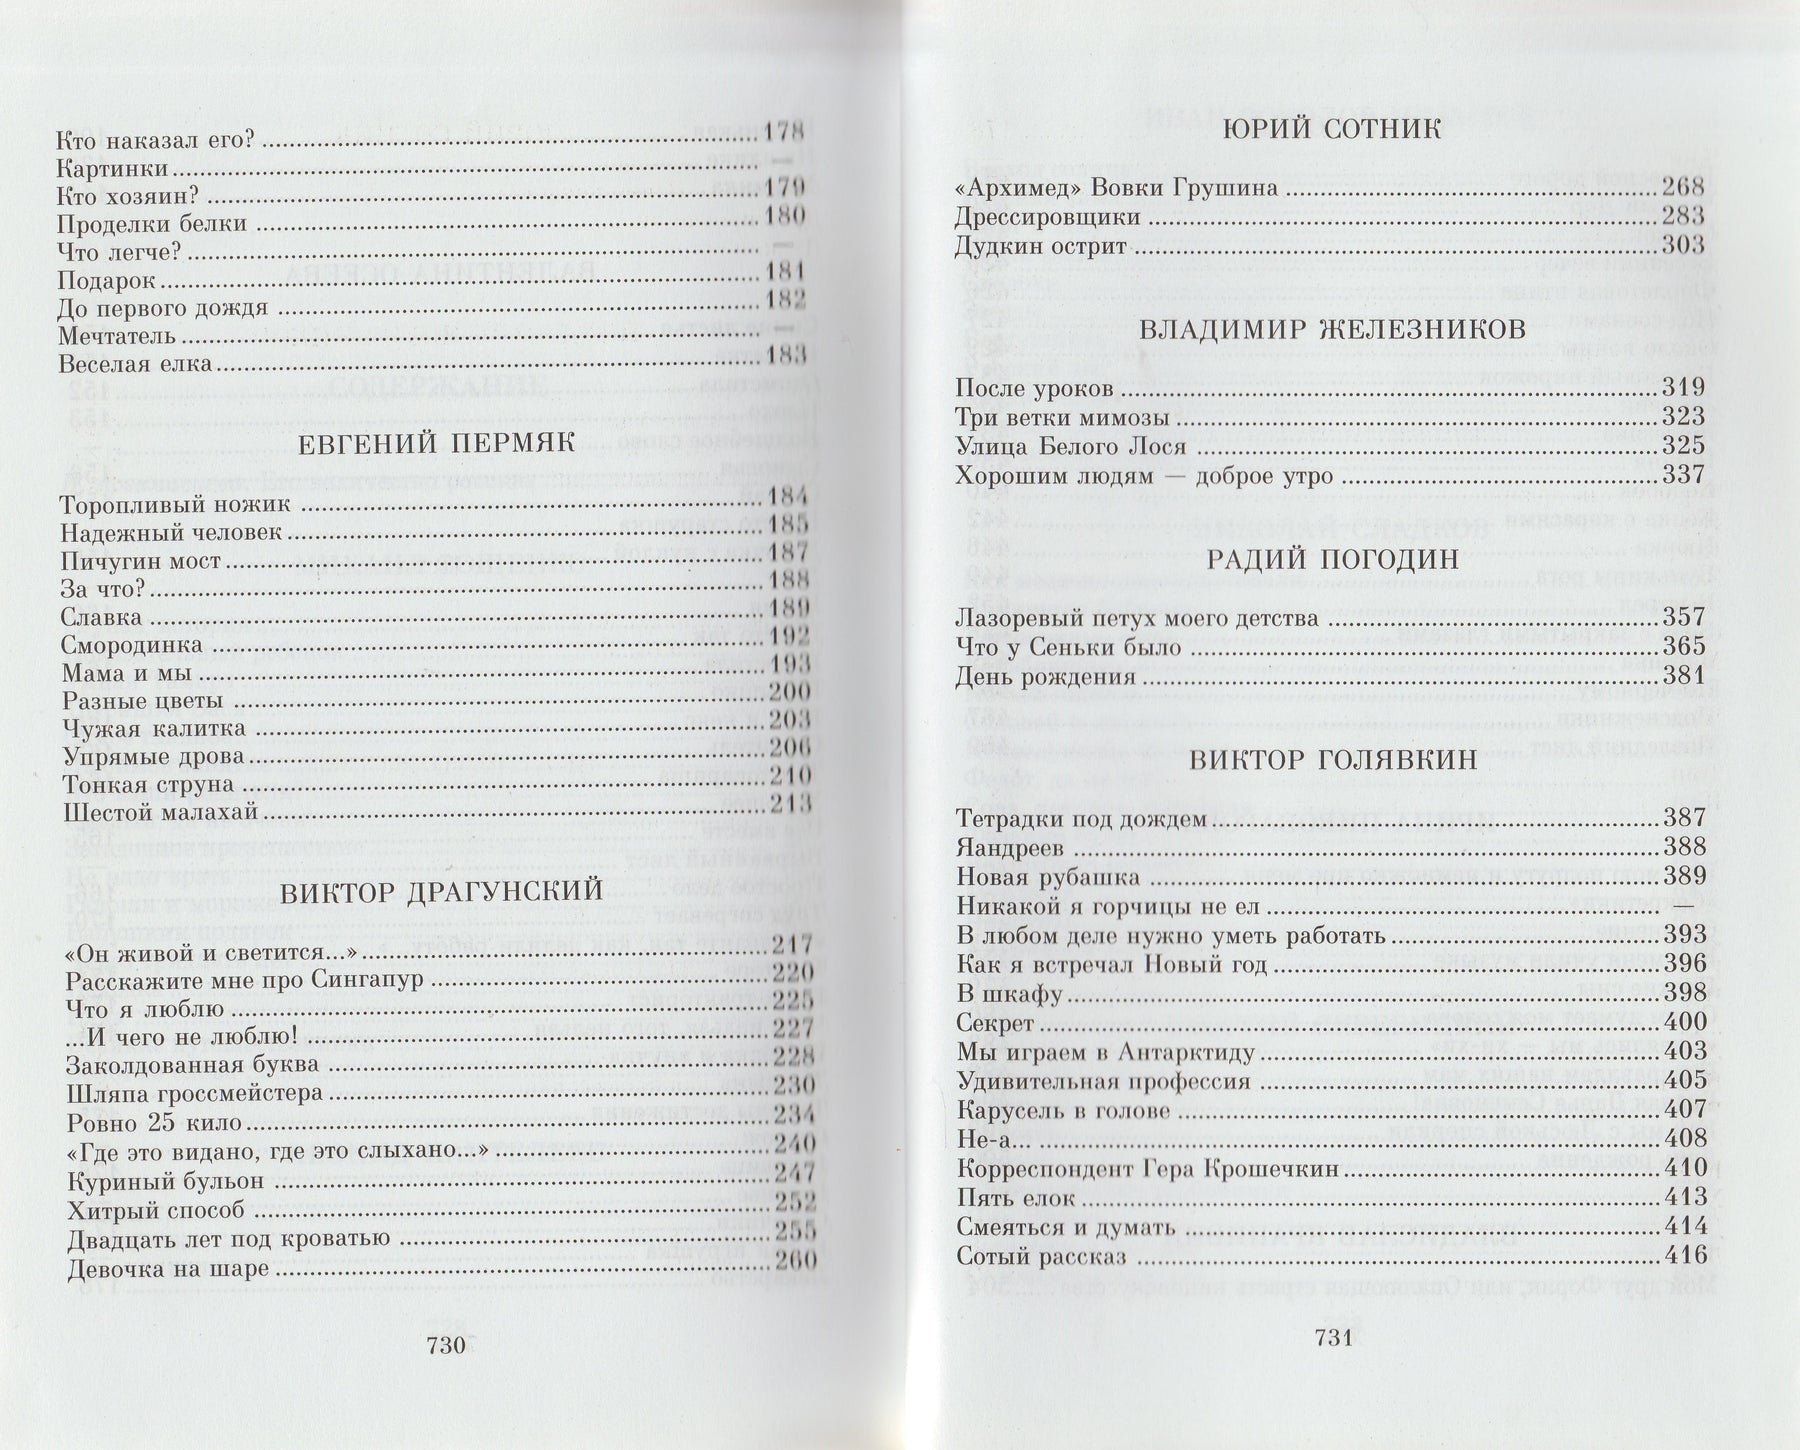 Кто наказал его? 178
Картинки —
Кто хозяин? 179
Проделки белки 180
Что легче? —
Подарок 181
До первого дождя 182
Мечтатель —
Веселая елка 183
ЕВГЕНИЙ ПЕРМЯК
Торопливый ножик 184
Надежный человек 185
Пичугин мост 187
За что? 188
Славка 189
Смородинка 192
Мама и мы 193
Разные цветы 200
Чужая калитка 203
Упрямые дрова 206
Тонкая струна 210
Шестой малахай 213
ВИКТОР ДРАГУНСКИЙ
«Он живой и светится...» 217
Расскажите мне про Сингапур 220
Что я люблю 225
...И чего не люблю! 227
Заколдованная буква 228
Шляпа гроссмейстера 230
Ровно 25 кило 234
«Где это видано, где это слыхано...» 240
Куриный бульон 247
Хитрый способ 252
Двадцать лет под кроватью 255
Девочка на шаре 260
730
ЮРИЙ СОТНИК
«Архимед» Вовки Грушина 268
Дрессировщики 283
Дудкин острит 303
ВЛАДИМИР ЖЕЛЕЗНИКОВ
После уроков 319
Три ветки мимозы 323
Улица Белого Лося 325
Хорошим людям — доброе утро 337
РАДИЙ ПОГОДИН
Лазоревый петух моего детства 357
Что у Сеньки было 365
День рождения 381
ВИКТОР ГОЛЯВКИН
Тетрадки под дождем 387
Яандреев 388
Новая рубашка 389
Никакой я горчицы не ел —
В любом деле нужно уметь работать 393
Как я встречал Новый год 396
В шкафу 398
Секрет 400
Мы играем в Антарктиду 403
Удивительная профессия 405
Карусель в голове 407
Не-а... 408
Корреспондент Гера Крошечкин 410
Пять елок 413
Смеяться и думать 414
Сотый рассказ 416
731